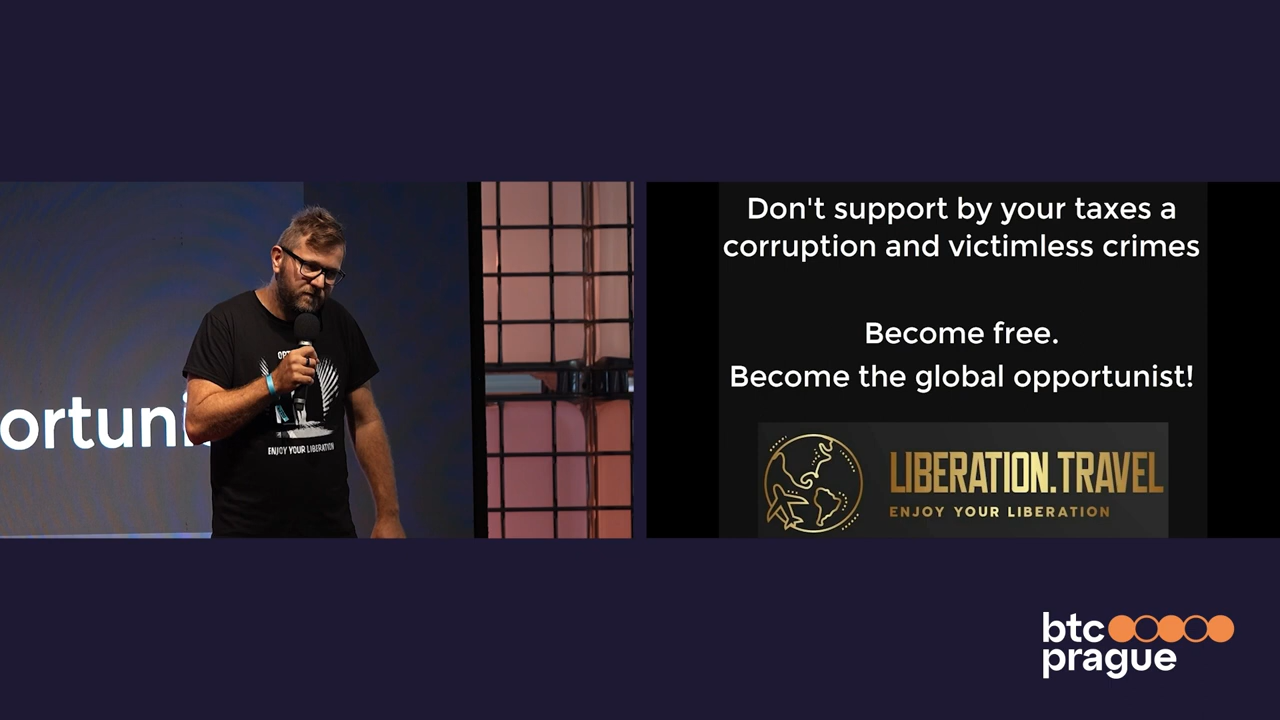 ortuni
ENJOY YOUR LIBERATION
Don't support by your taxes a
corruption and victimless crimes
Become free.
Become the global opportunist!
LIBERATION.TRAVEL
ENJOY YOUR LIBERATION
btc
prague